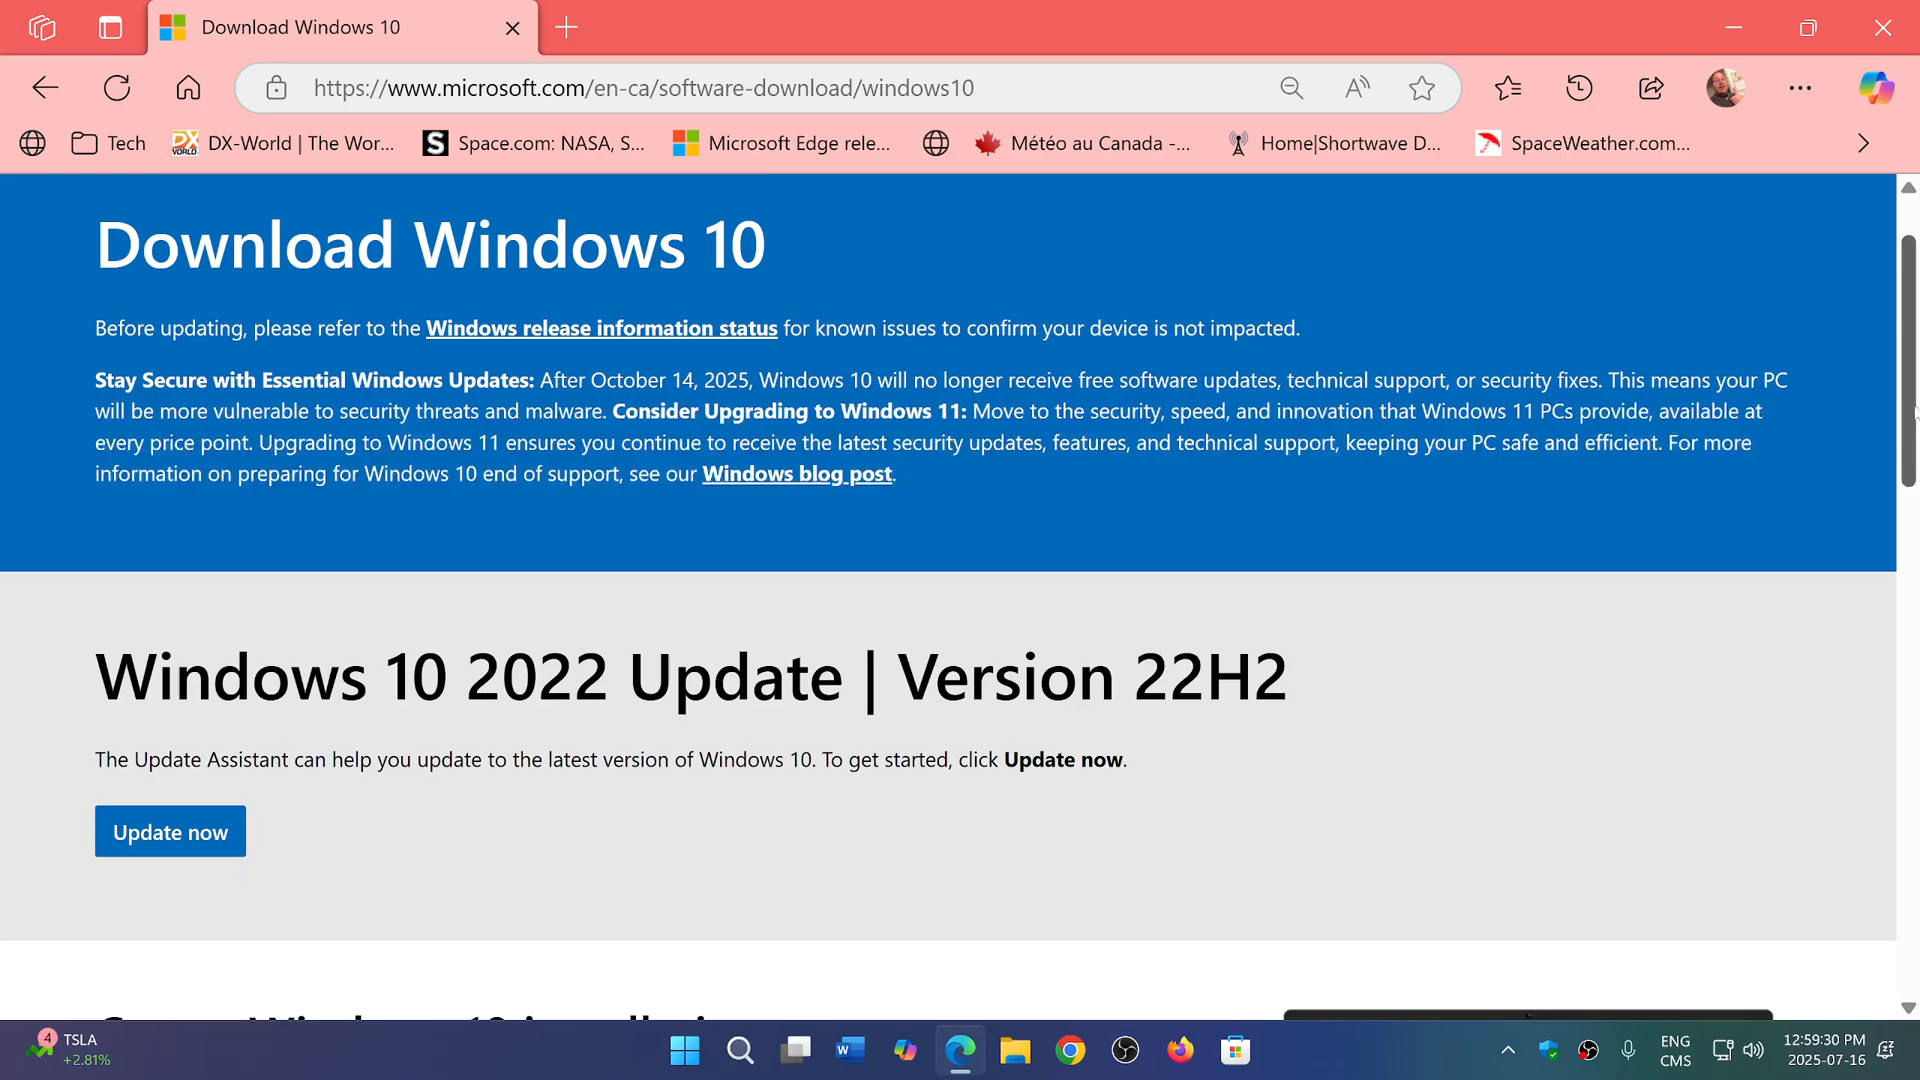 Download Windows 10
https://www.microsoft.com/en-ca/software-download/windows10
Tech
DX-World | The Wor...
Space.com: NASA, S...
Microsoft Edge rele...
Météo au Canada -...
Home|Shortwave D...
SpaceWeather.com...
Download Windows 10
Before updating, please refer to the Windows release information status for known issues to confirm your device is not impacted.
Stay Secure with Essential Windows Updates: After October 14, 2025, Windows 10 will no longer receive free software updates, technical support, or security fixes. This means your PC
will be more vulnerable to security threats and malware. Consider Upgrading to Windows 11: Move to the security, speed, and innovation that Windows 11 PCs provide, available at
every price point. Upgrading to Windows 11 ensures you continue to receive the latest security updates, features, and technical support, keeping your PC safe and efficient. For more
information on preparing for Windows 10 end of support, see our Windows blog post.
Windows 10 2022 Update | Version 22H2
The Update Assistant can help you update to the latest version of Windows 10. To get started, click Update now.
Update now
4
TSLA
+2.81%
ENG
CMS
12:59:30 PM
2025-07-16